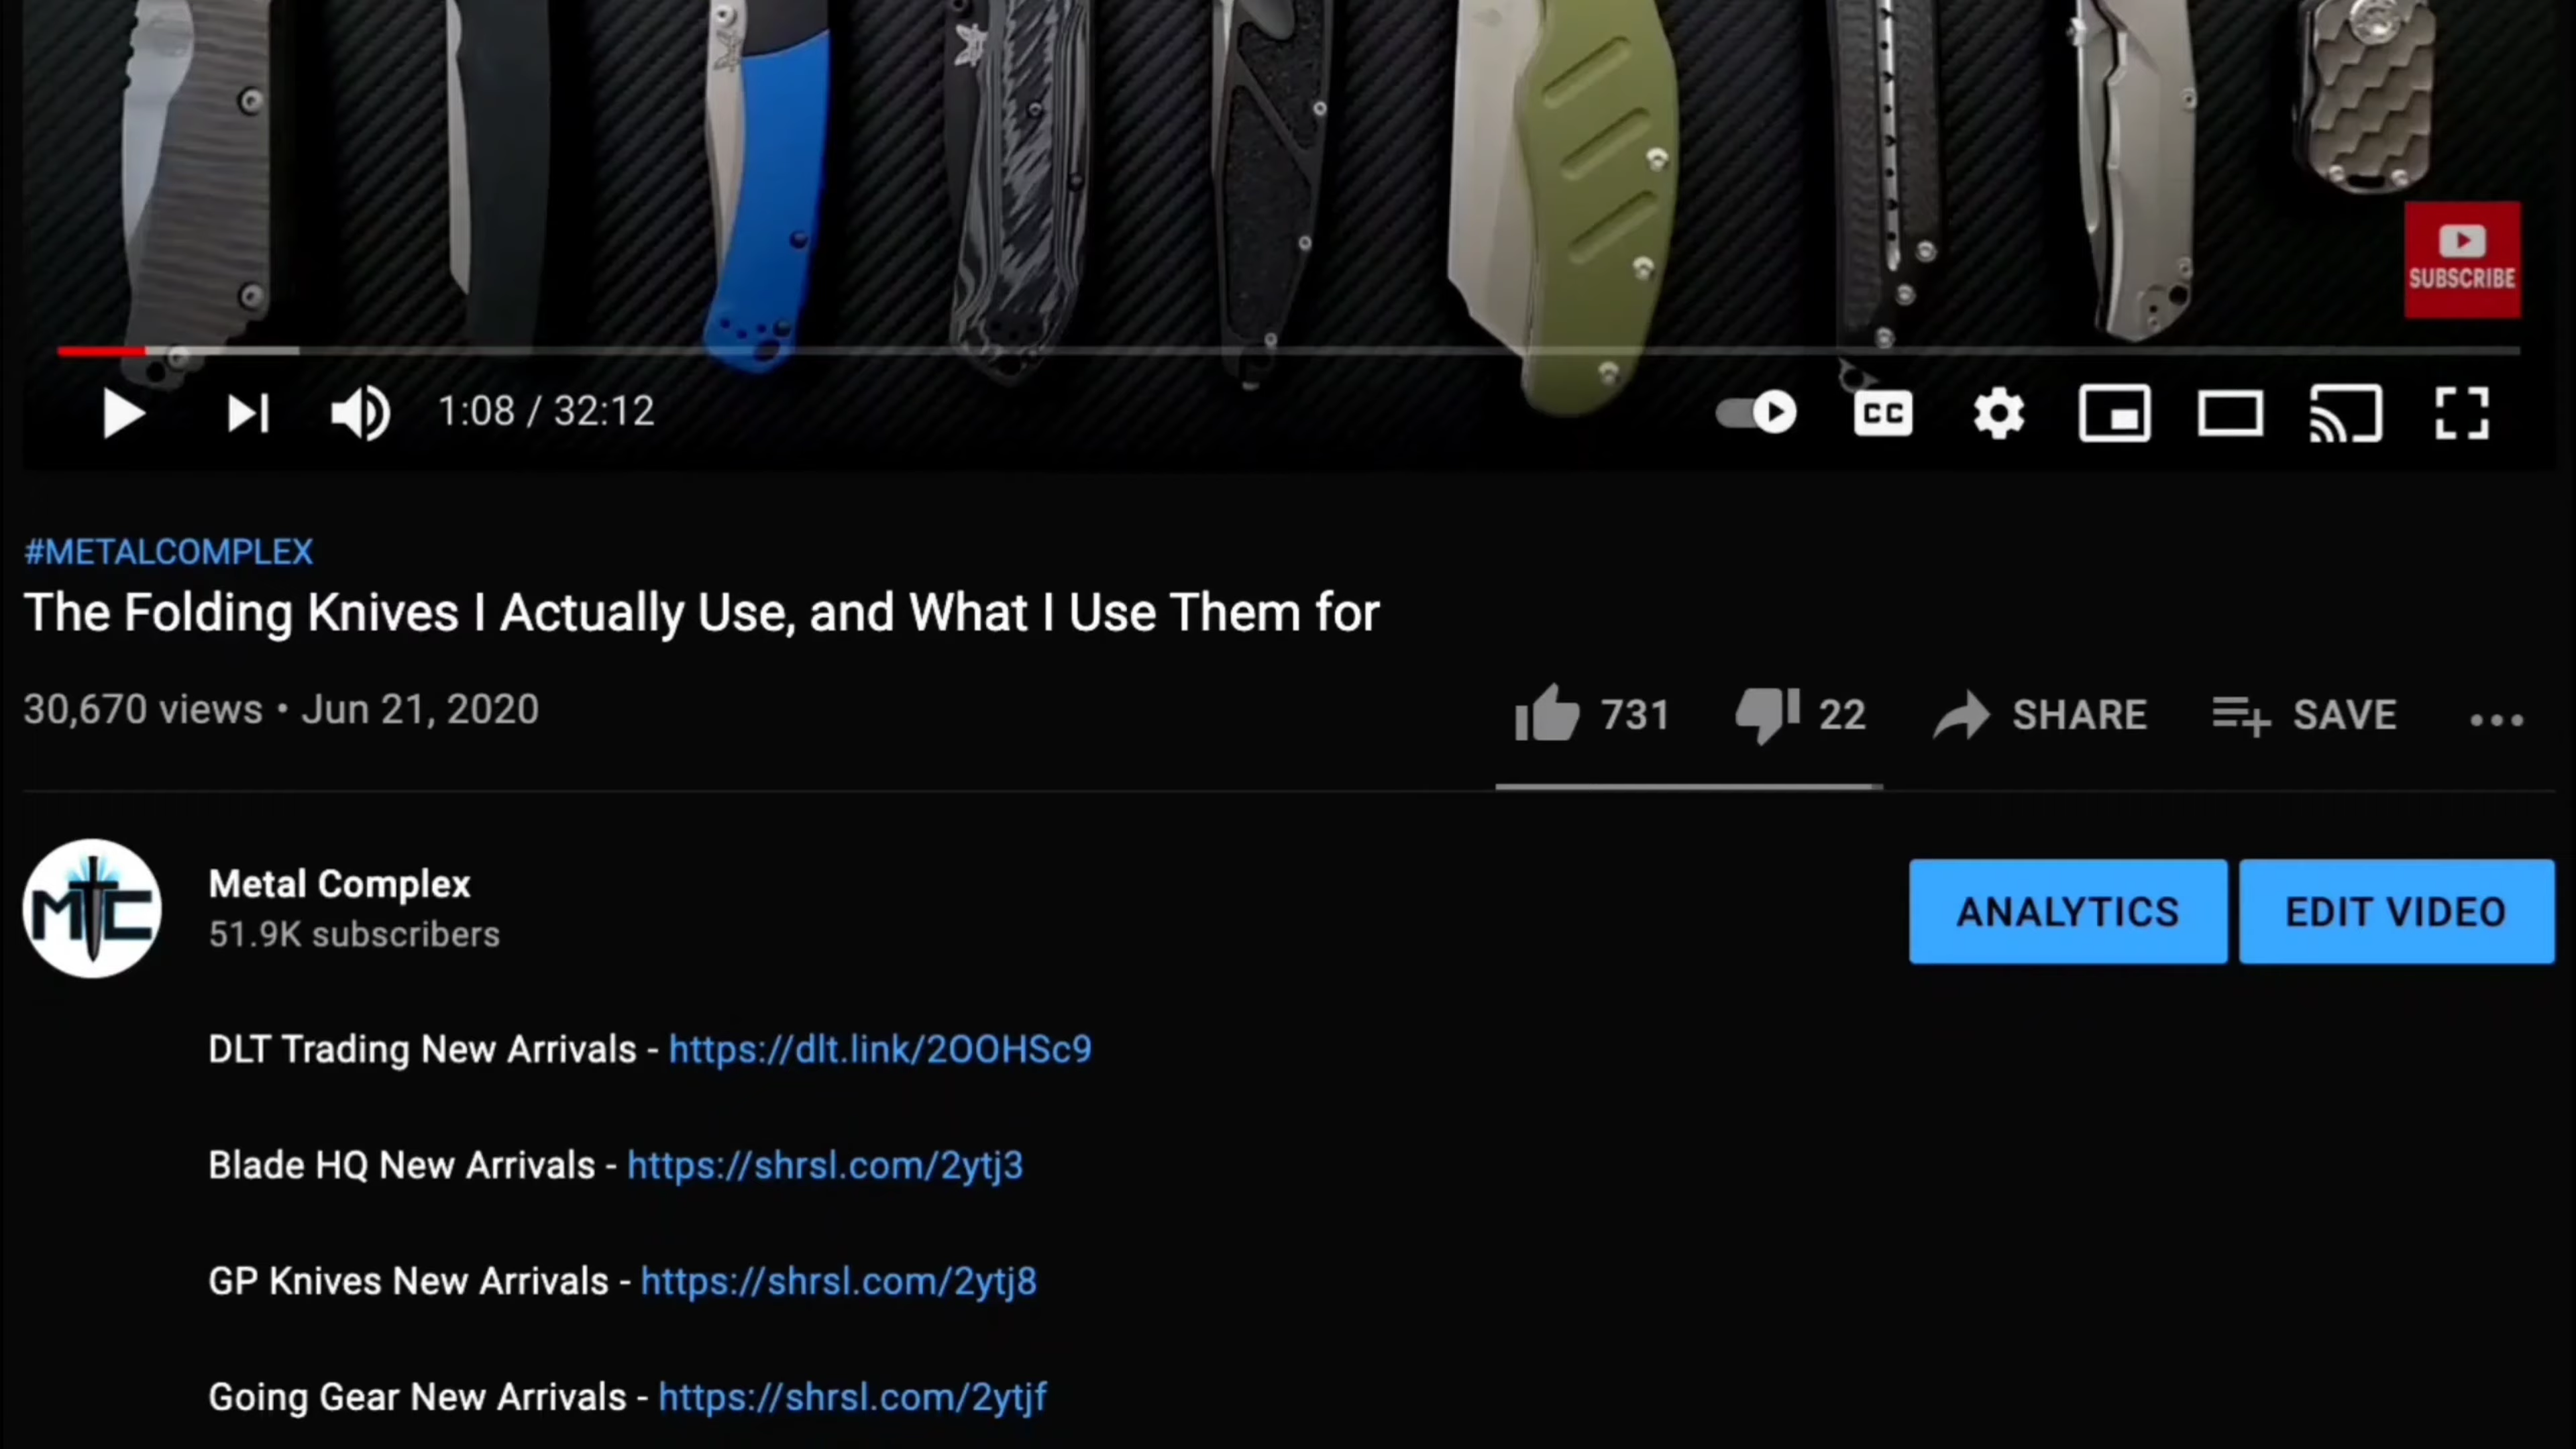 SUBSCRIBE
1:08 / 32:12
CC
#METALCOMPLEX
The Folding Knives I Actually Use, and What I Use Them for
30,670 views • Jun 21, 2020
731 22 SHARE SAVE
MTC
Metal Complex
51.9K subscribers
ANALYTICS EDIT VIDEO
DLT Trading New Arrivals - https://dlt.link/2OOHSc9
Blade HQ New Arrivals - https://shrsl.com/2ytj3
GP Knives New Arrivals - https://shrsl.com/2ytj8
Going Gear New Arrivals - https://shrsl.com/2ytjf